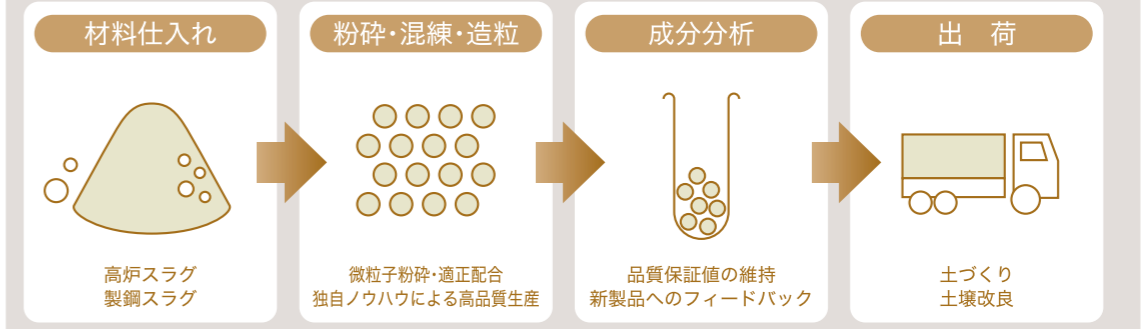 材料仕入れ
高炉スラグ
製鋼スラグ
粉砕・混練・造粒
微粒子粉砕・適正配合
独自ノウハウによる高品質生産
成分分析
品質保証値の維持
新製品へのフィードバック
出　荷
土づくり
土壌改良